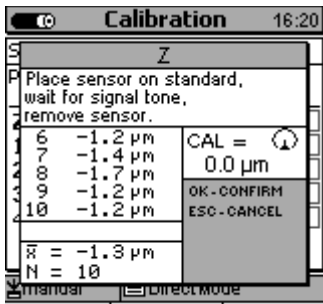 Calibration 16:20
S
Z
P
Place sensor on standard,
wait for signal tone,
remove sensor.
6 -1.2 µm
7 -1.4 µm
8 -1.7 µm
9 -1.2 µm
10 -1.2 µm
x̅ = -1.3 µm
N = 10
CAL =
0.0 µm
OK-CONFIRM
ESC-CANCEL
manual Direct Mode